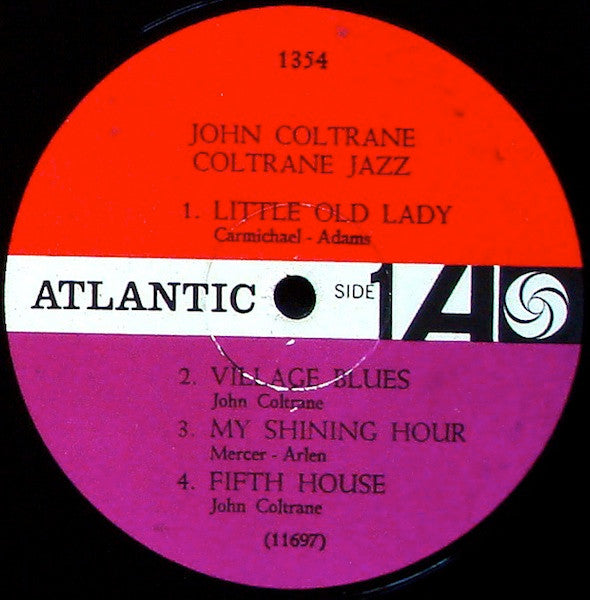 1354
JOHN COLTRANE
COLTRANE JAZZ
1. LITTLE OLD LADY
Carmichael - Adams
ATLANTIC SIDE 1 A
2. VILLAGE BLUES
John Coltrane
3. MY SHINING HOUR
Mercer - Arlen
4. FIFTH HOUSE
John Coltrane
(11697)